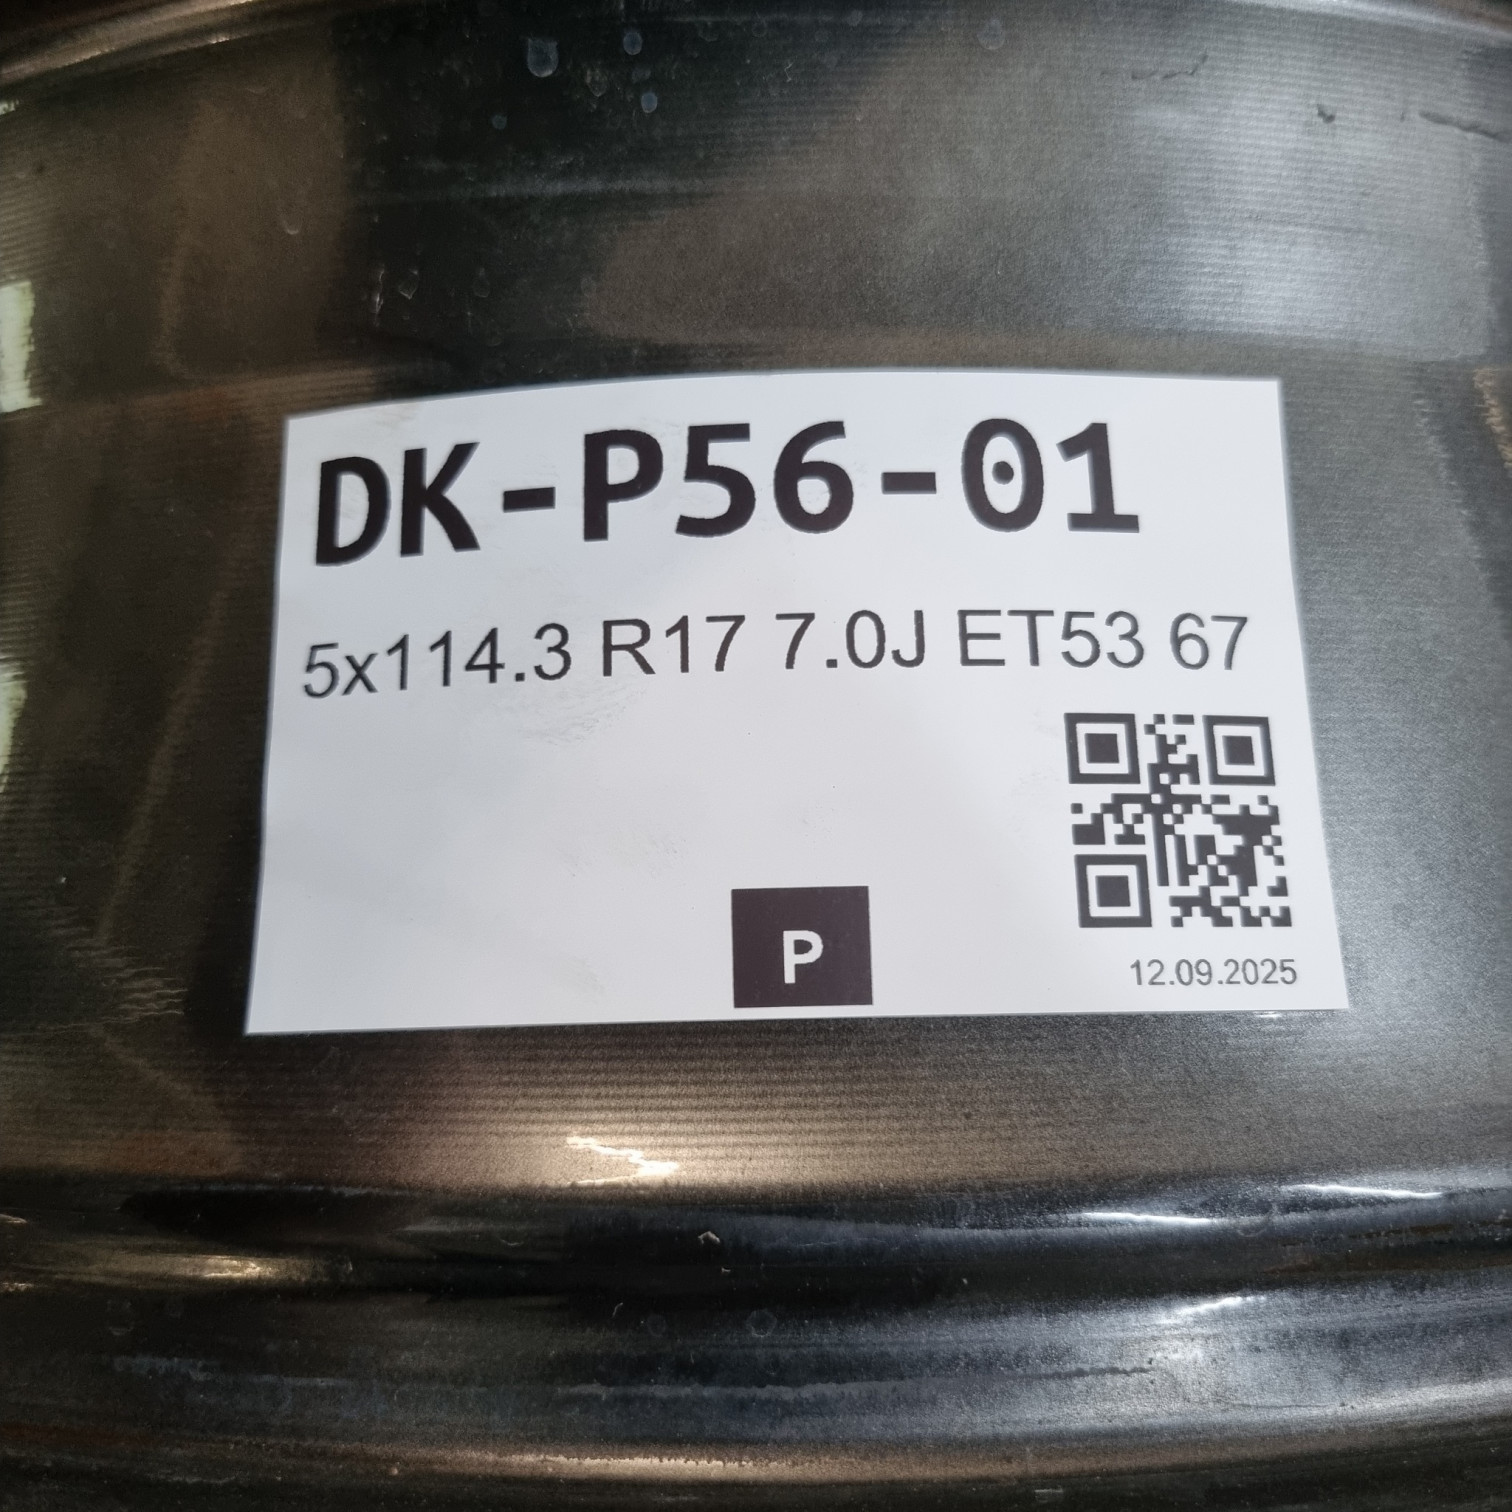 DK-P56-01
5x114.3 R17 7.0J ET53 67
P
12.09.2025